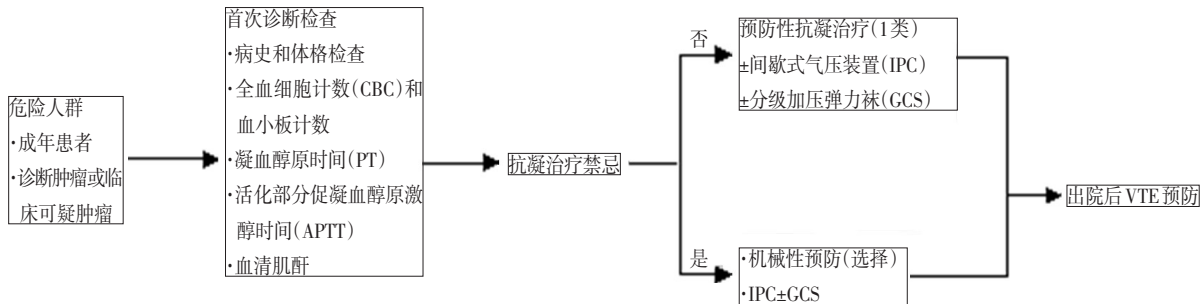 危险人群
·成年患者
·诊断肿瘤或临
床可疑肿瘤
首次诊断检查
·病史和体格检查
·全血细胞计数(CBC)和
血小板计数
·凝血醇原时间(PT)
·活化部分促凝血醇原激
醇时间(APTT)
·血清肌酐
抗凝治疗禁忌
否
预防性抗凝治疗(1类)
±间歇式气压装置(IPC)
±分级加压弹力袜(GCS)
是
·机械性预防(选择)
·IPC±GCS
出院后 VTE 预防